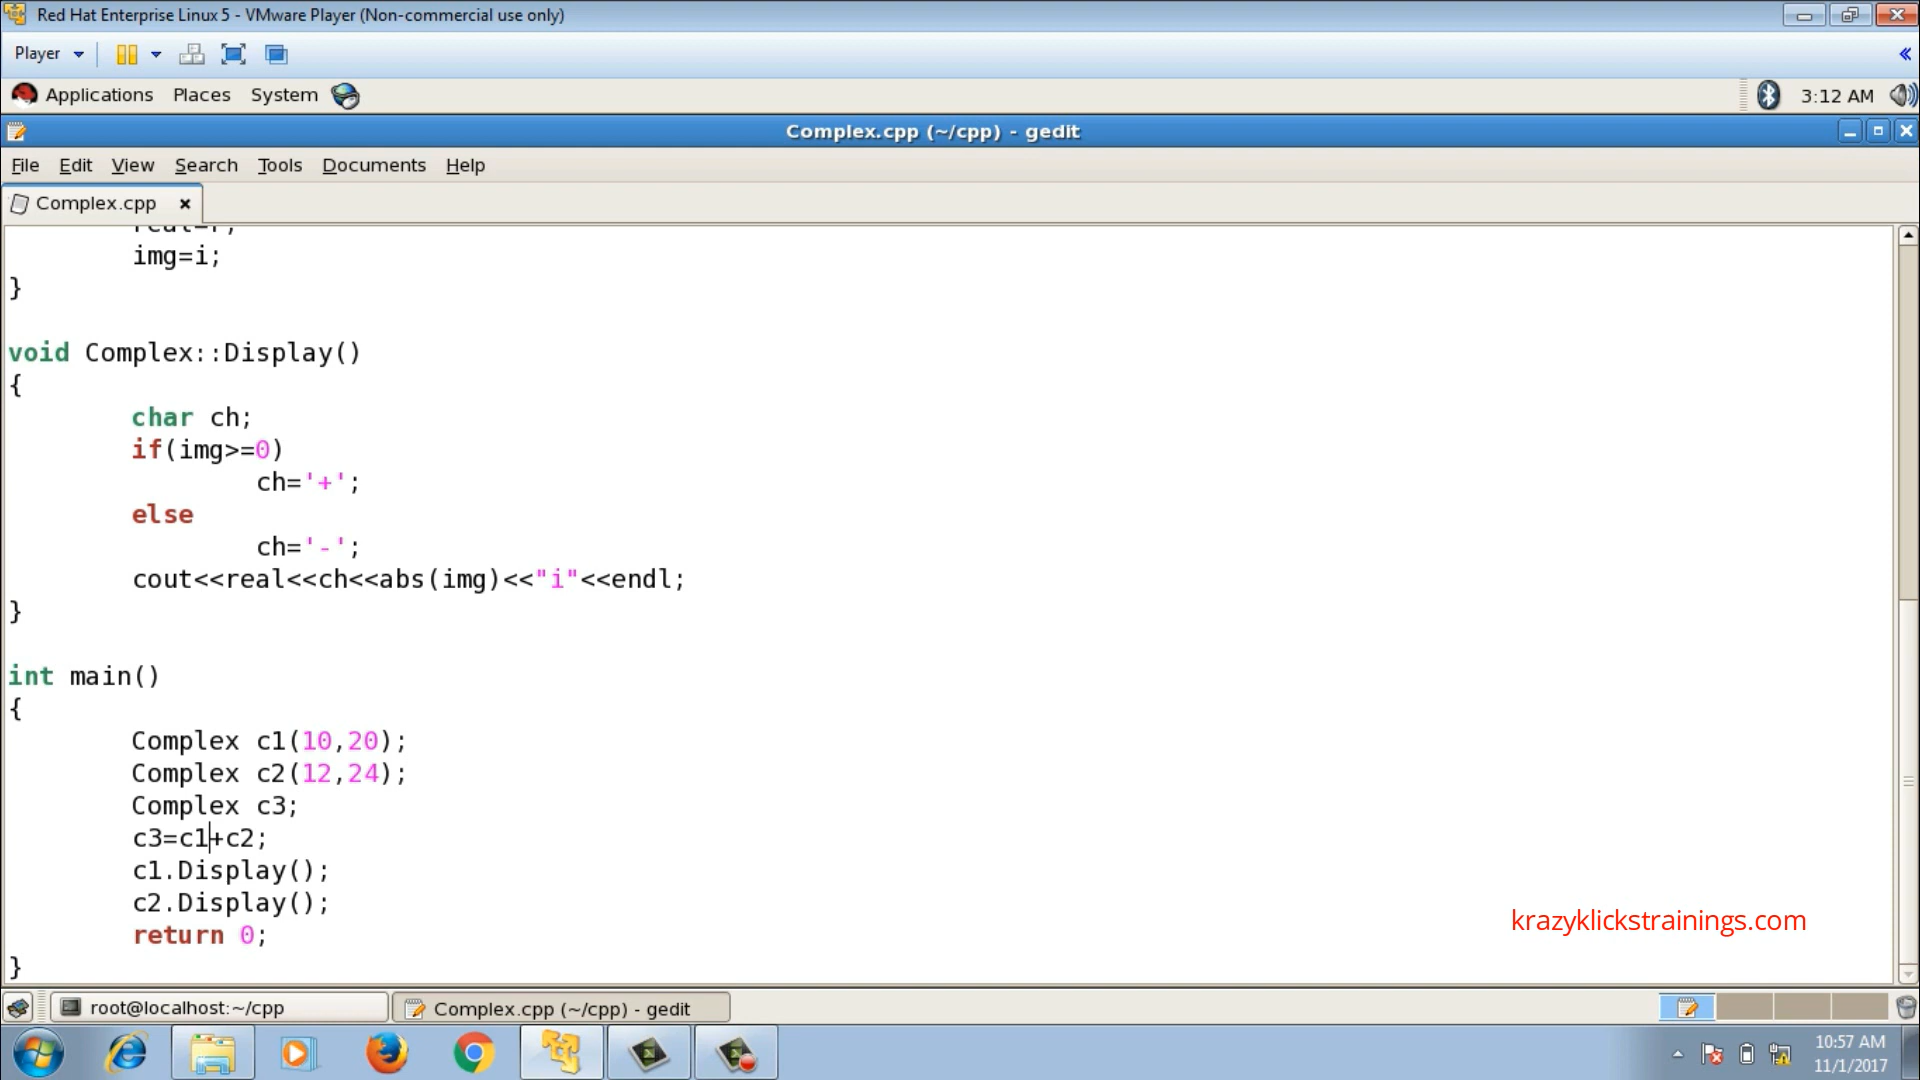 Red Hat Enterprise Linux 5 - VMware Player (Non-commercial use only)
Player
Applications Places System 3:12 AM
Complex.cpp (~/cpp) - gedit
File Edit View Search Tools Documents Help
Complex.cpp
real=r;
img=i;
}
void Complex::Display()
{
char ch;
if(img>=0)
ch='+';
else
ch='-';
cout<<real<<ch<<abs(img)<<"i"<<endl;
}
int main()
{
Complex c1(10,20);
Complex c2(12,24);
Complex c3;
c3=c1+c2;
c1.Display();
c2.Display();
return 0;
}
krazyklickstrainings.com
root@localhost:~/cpp Complex.cpp (~/cpp) - gedit
10:57 AM
11/1/2017